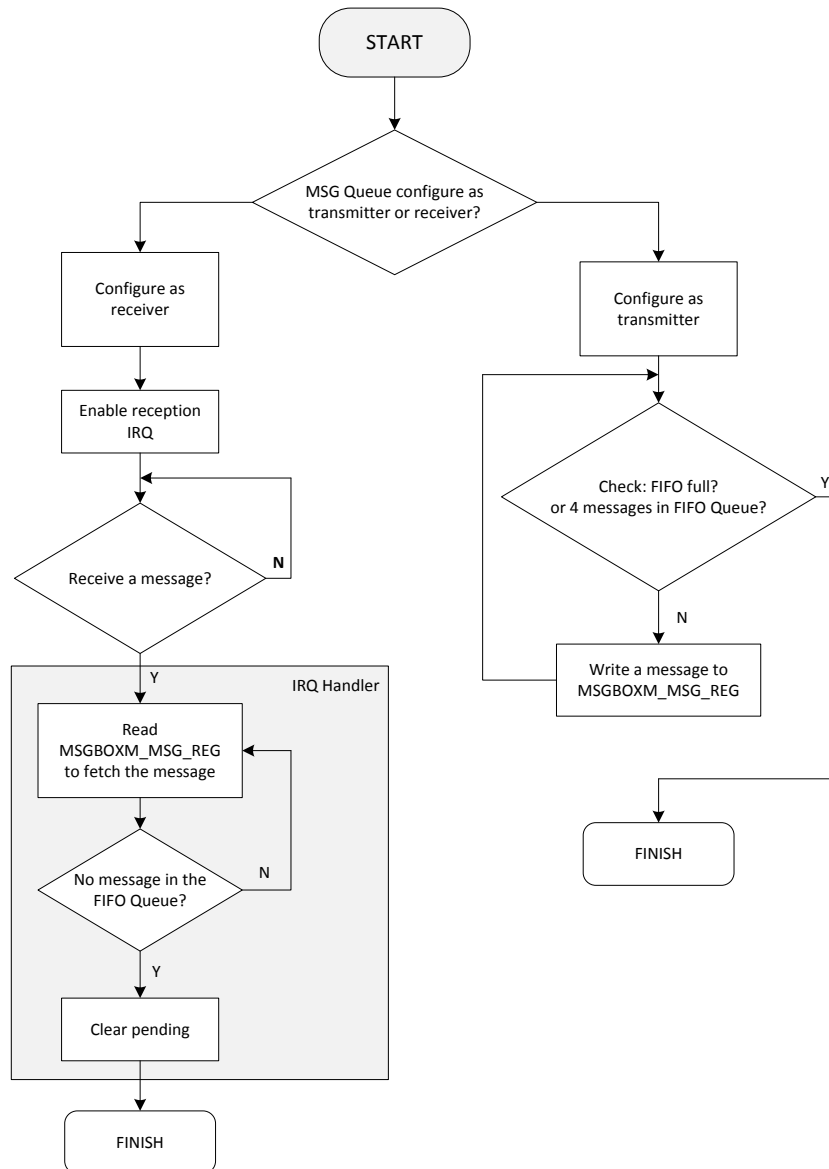 START
MSG Queue configure as
transmitter or receiver?
Configure as
receiver
Enable reception
IRQ
Receive a message?
N
Y
IRQ Handler
Read
MSGBOXM_MSG_REG
to fetch the message
No message in the
FIFO Queue?
N
Y
Clear pending
FINISH
Configure as
transmitter
Check: FIFO full?
or 4 messages in FIFO Queue?
Y
N
Write a message to
MSGBOXM_MSG_REG
FINISH